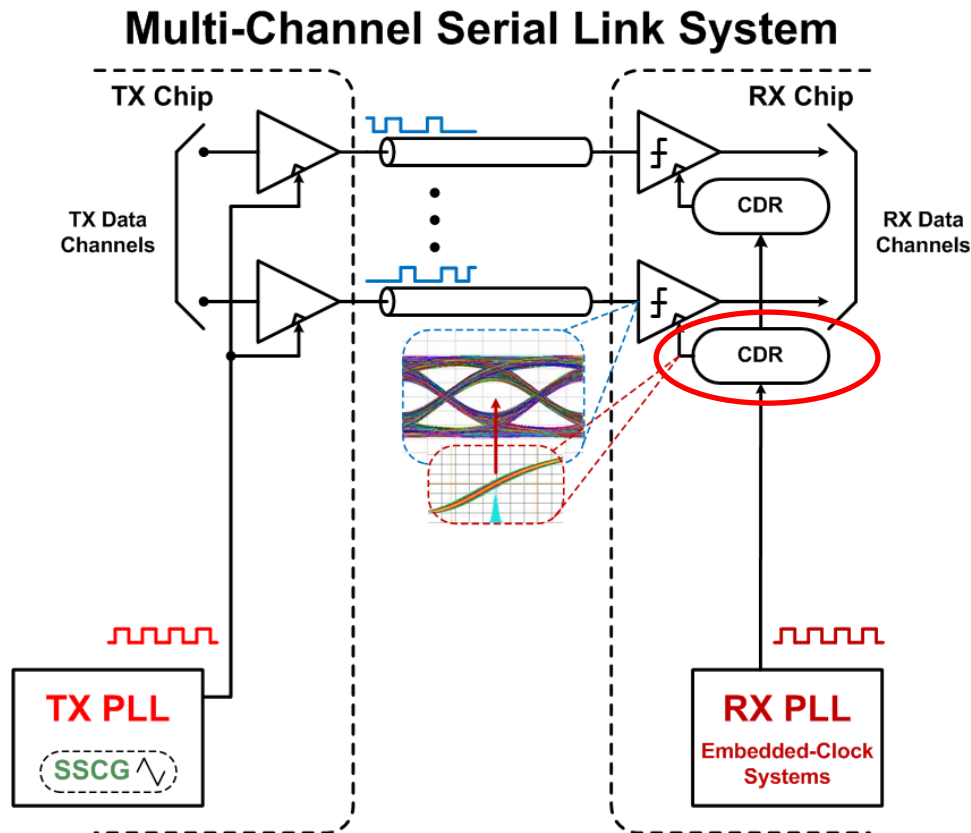 Multi-Channel Serial Link System
TX Chip
RX Chip
TX Data
Channels
CDR
RX Data
Channels
CDR
TX PLL
SSCG
RX PLL
Embedded-Clock
Systems